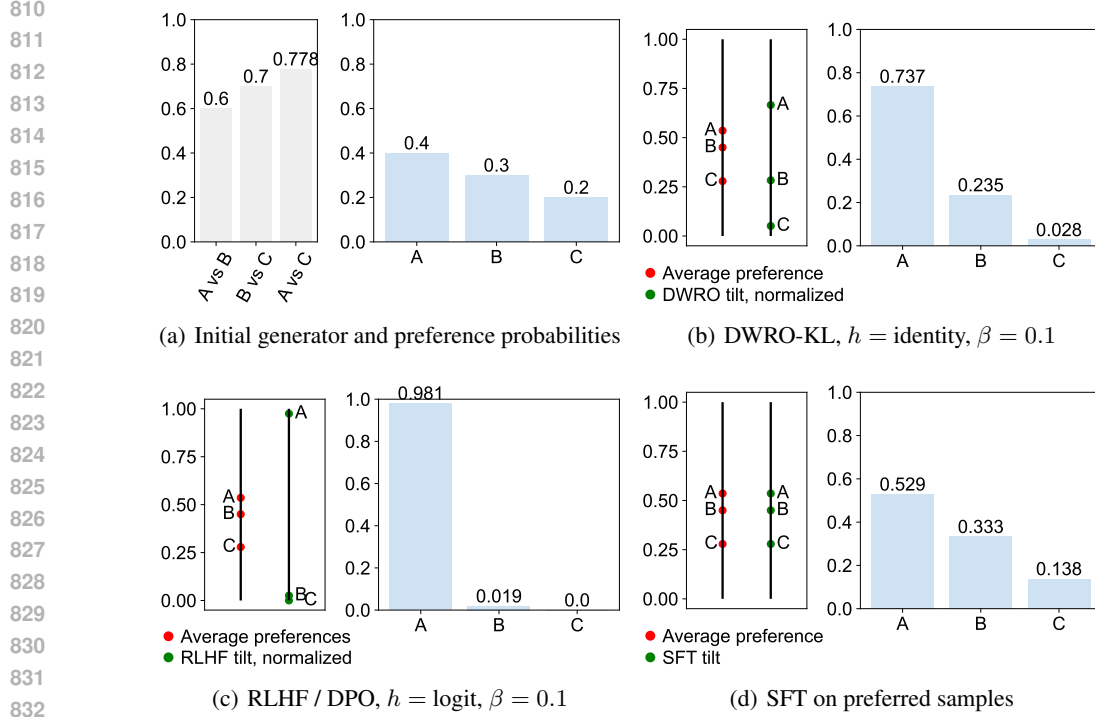 810
811
812
813
814
815
816
817
818
819
820
821
822
823
824
825
826
827
828
829
830
831
832
1.0
0.8
0.6
0.4
0.2
0.0
0.6
0.7
0.778
A vs B
B vs C
A vs C
1.0
0.8
0.6
0.4
0.2
0.0
0.4
0.3
0.2
A B C
(a) Initial generator and preference probabilities
1.00
0.75
0.50
0.25
0.00
A
B
C
A
B
C
Average preference
DWRO tilt, normalized
1.0
0.8
0.6
0.4
0.2
0.0
0.737
0.235
0.028
A B C
(b) DWRO-KL, h = identity, β = 0.1
1.00
0.75
0.50
0.25
0.00
A
B
C
A
B
C
Average preferences
RLHF tilt, normalized
1.0
0.8
0.6
0.4
0.2
0.0
0.981
0.019
0.0
A B C
(c) RLHF / DPO, h = logit, β = 0.1
1.00
0.75
0.50
0.25
0.00
A
B
C
A
B
C
Average preference
SFT tilt
1.0
0.8
0.6
0.4
0.2
0.0
0.529
0.333
0.138
A B C
(d) SFT on preferred samples